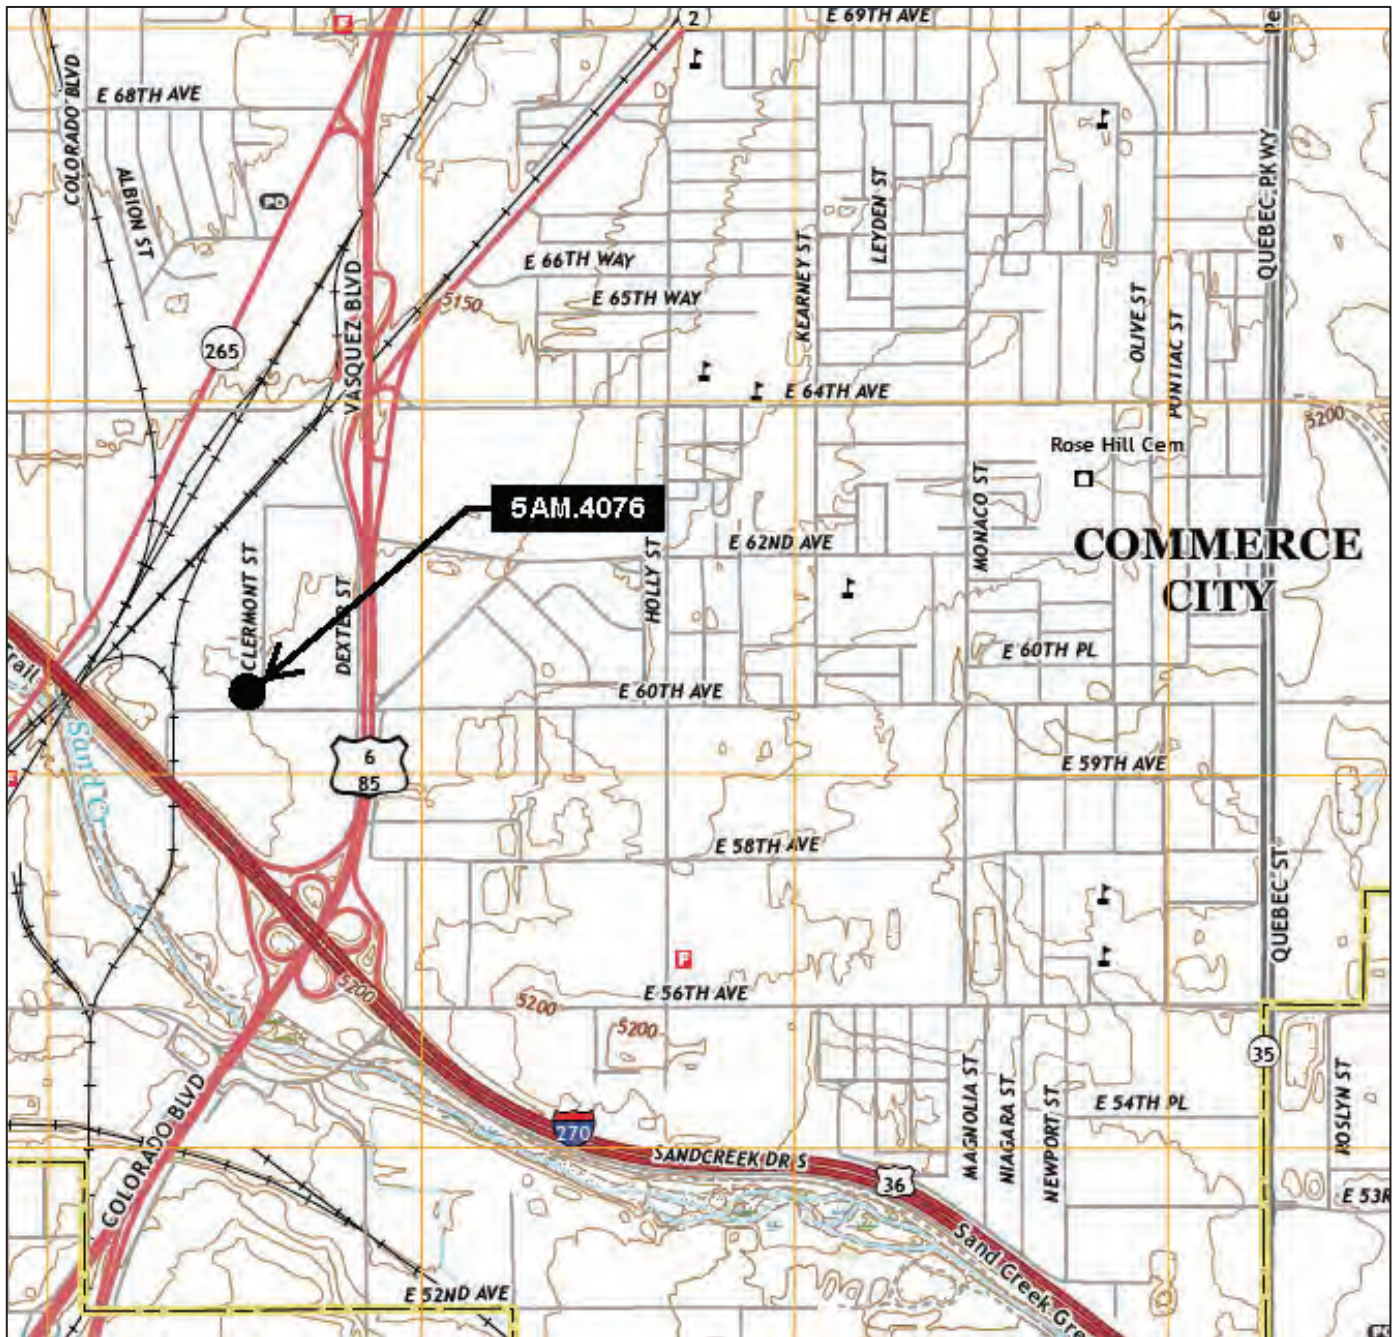 E 69TH AVE
2
COLORADO BLVD
E 68TH AVE
ALBION ST
PO
265
VASQUEZ BLVD
5150
E 66TH WAY
E 65TH WAY
KEARNEY ST
LEYDEN ST
E 64TH AVE
OLIVE ST
PONTIAC ST
QUEBEC PKWY
5200
Rose Hill Cem
5AM.4076
CLERMONT ST
DEXTER ST
HOLLY ST
E 62ND AVE
MONACO ST
COMMERCE
CITY
E 60TH PL
E 60TH AVE
Trail
Sand Cr
6
85
E 59TH AVE
E 58TH AVE
QUEBEC ST
F
E 56TH AVE
5200
5200
5200
35
COLORADO BLVD
270
SANDCREEK DR S
36
MAGNOLIA ST
NIAGARA ST
NEWPORT ST
E 54TH PL
ROSLYN ST
E 53R
Sand Creek Gre
E 52ND AVE